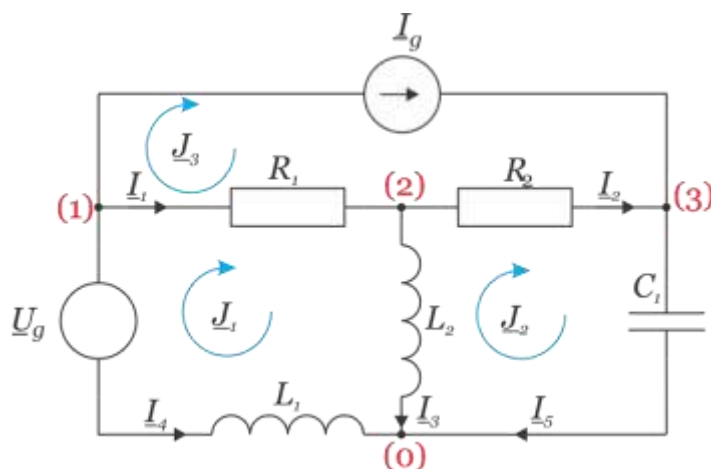 I_g
J_3
I_1
R_1
(2)
R_2
I_2
(1)
(3)
U_g
J_1
L_2
J_2
C_1
I_4
L_1
I_3
I_5
(0)